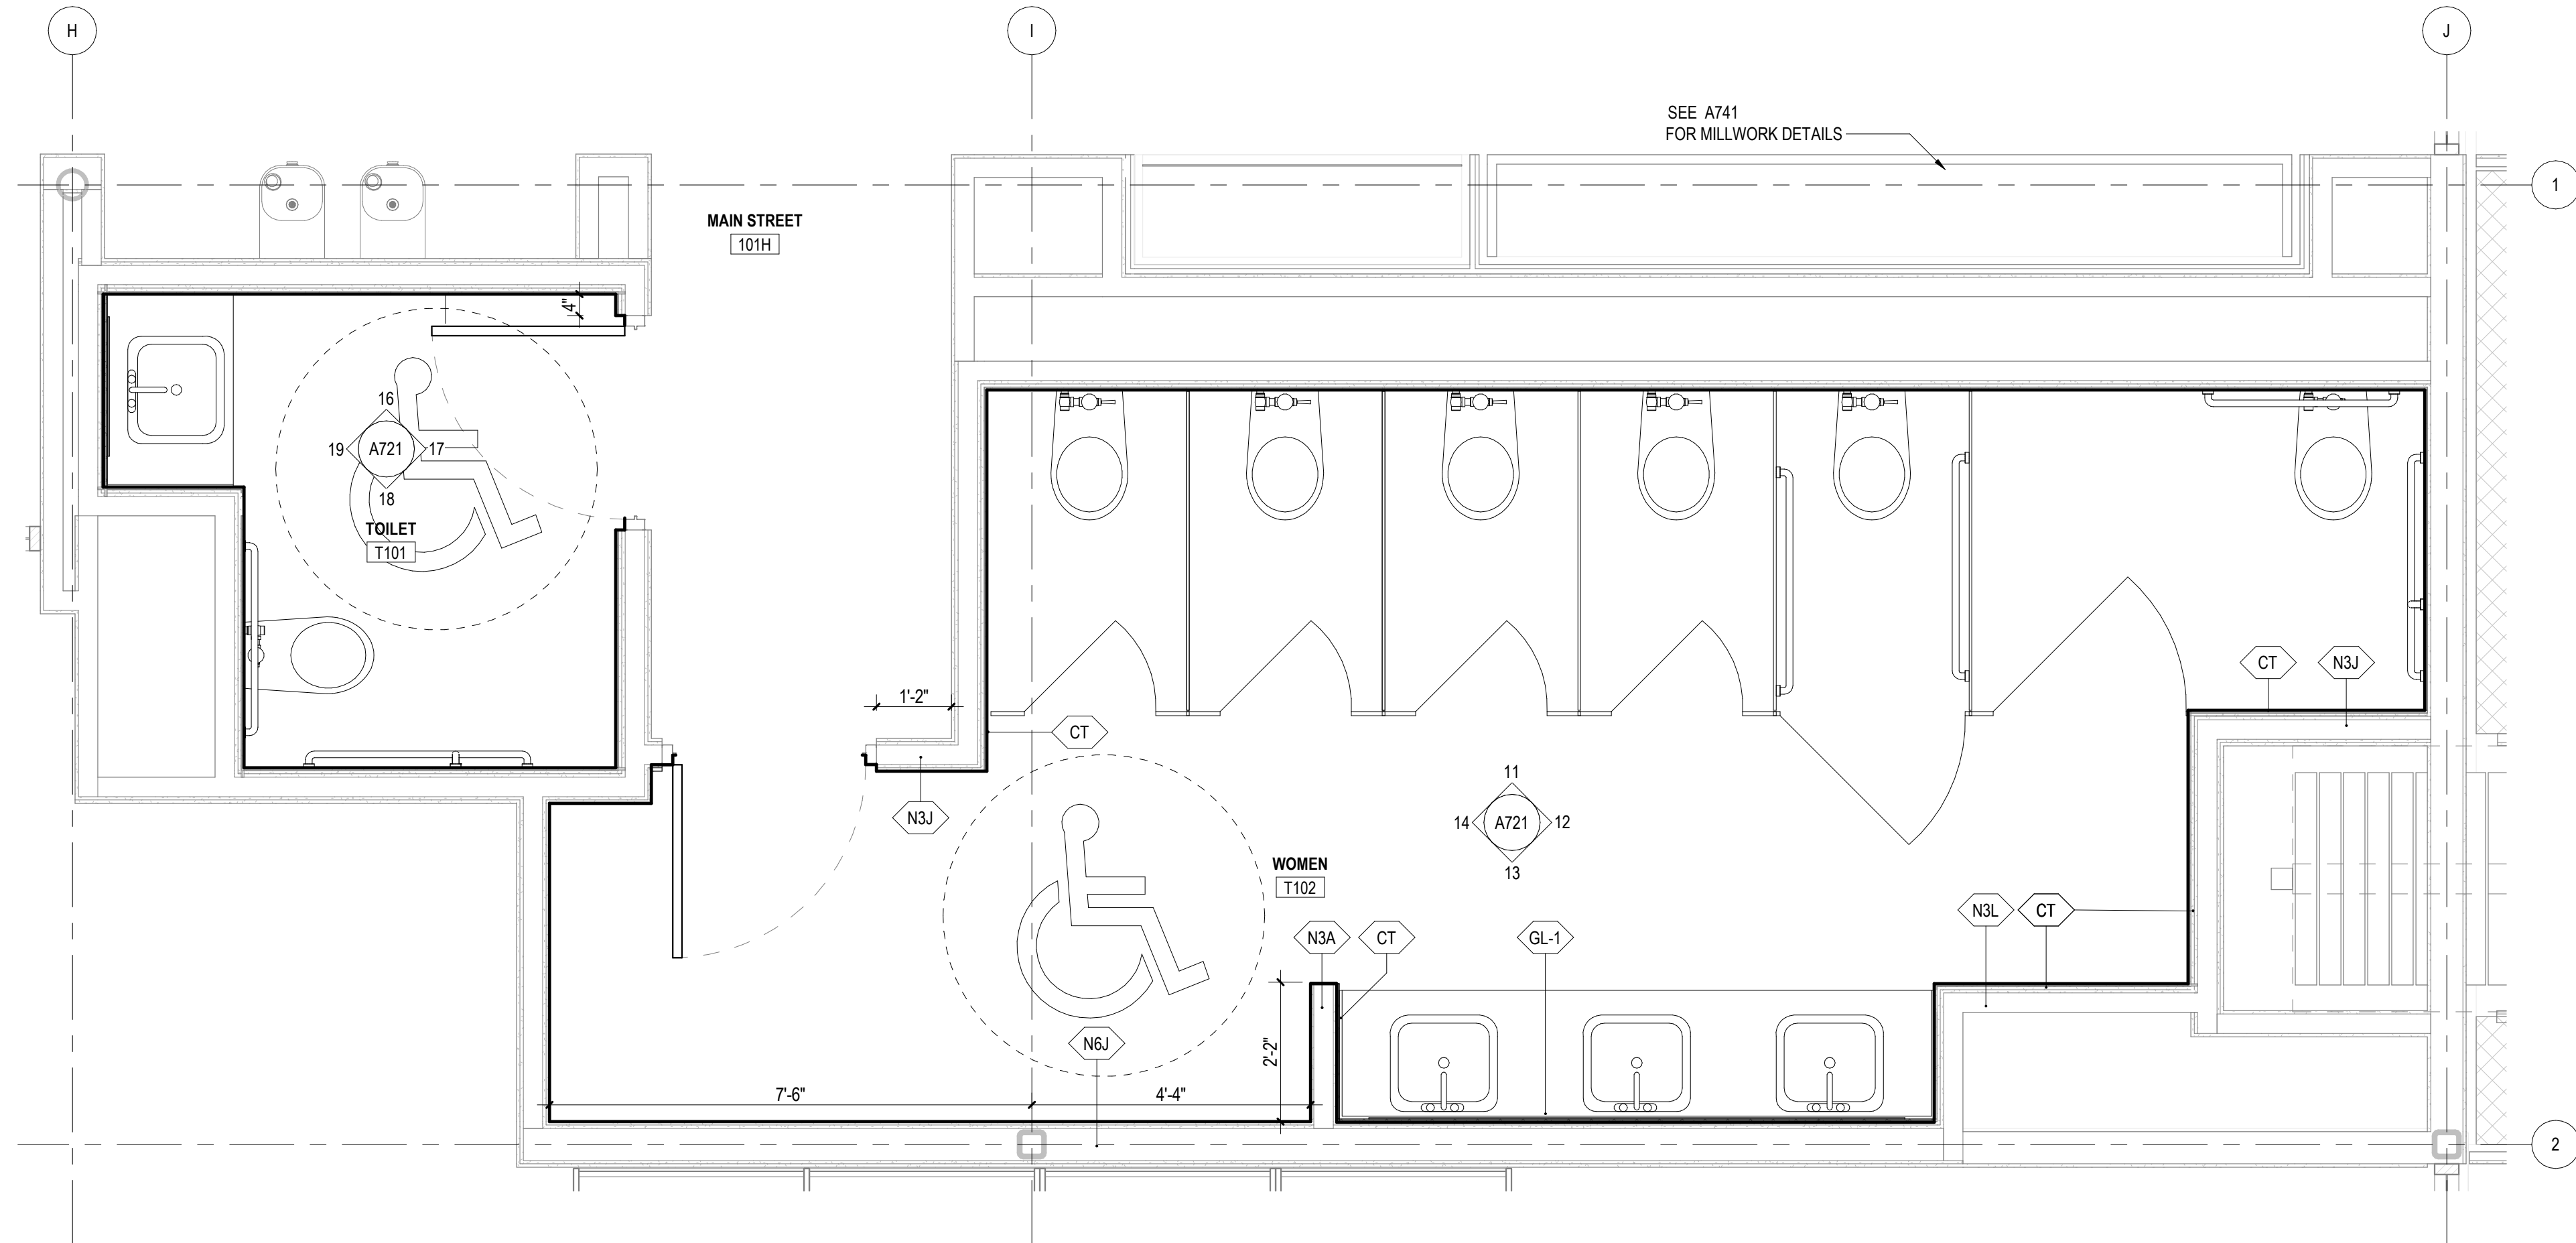 H
I
J
SEE A741
FOR MILLWORK DETAILS
1
MAIN STREET
101H
4"
16
19
A721
17
18
TOILET
T101
1'-2"
CT
CT
N3J
N3J
11
14
A721
12
13
WOMEN
T102
N3A
CT
GL-1
N3L
CT
N6J
2'-2"
7'-6"
4'-4"
2